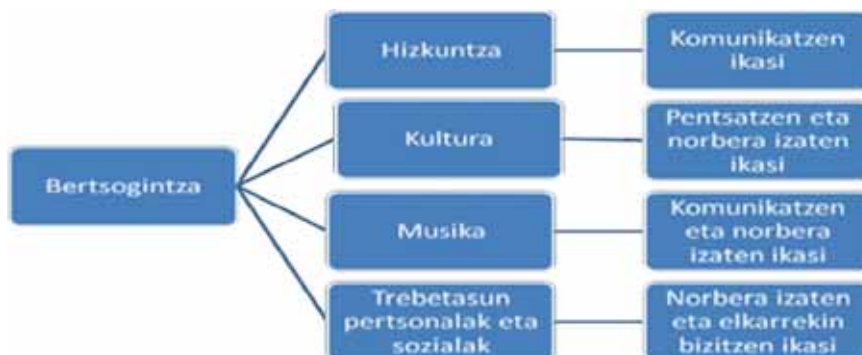 Bertsogintza
Hizkuntza
Komunikatzen
ikasi
Kultura
Pentsatzen eta
norbera izaten
ikasi
Musika
Komunikatzen
eta norbera
izaten ikasi
Trebetasun
pertsonalak eta
sozialak
Norbera izaten
eta elkarrekin
bizitzen ikasi